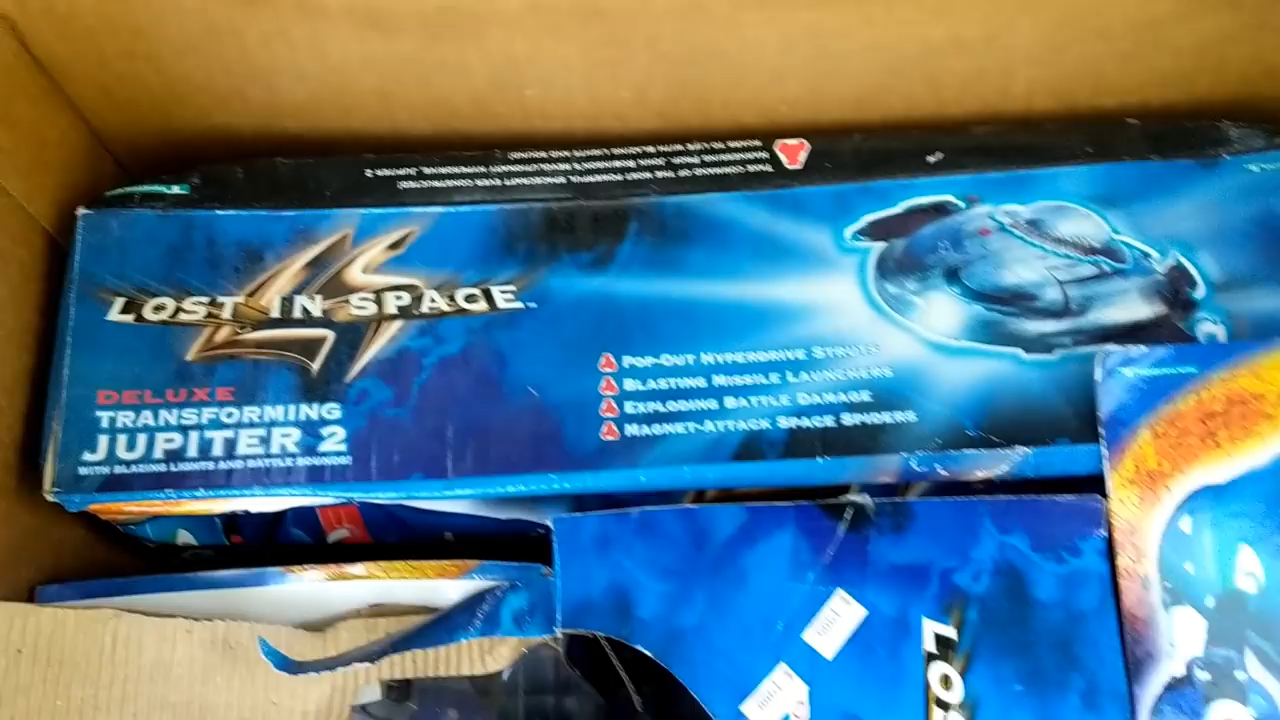 LOST IN SPACE
DELUXE
TRANSFORMING
JUPITER 2
WITH BLAZING LIGHTS AND BATTLE SOUNDS!
POP-OUT HYPERDRIVE STRUTS
BLASTING MISSILE LAUNCHERS
EXPLODING BATTLE DAMAGE
MAGNET-ATTACK SPACE SPIDERS
LOS